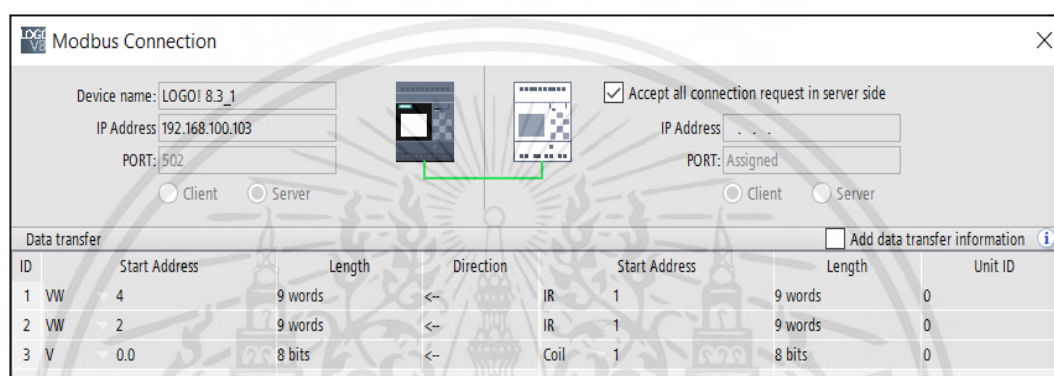 LOGO V8 Modbus Connection
Device name: LOGO! 8.3_1
IP Address 192.168.100.103
PORT: 502
Client Server
Accept all connection request in server side
IP Address . . .
PORT: Assigned
Client Server
Data transfer Add data transfer information i
ID Start Address Length Direction Start Address Length Unit ID
1 VW 4 9 words <-- IR 1 9 words 0
2 VW 2 9 words <-- IR 1 9 words 0
3 V 0.0 8 bits <-- Coil 1 8 bits 0